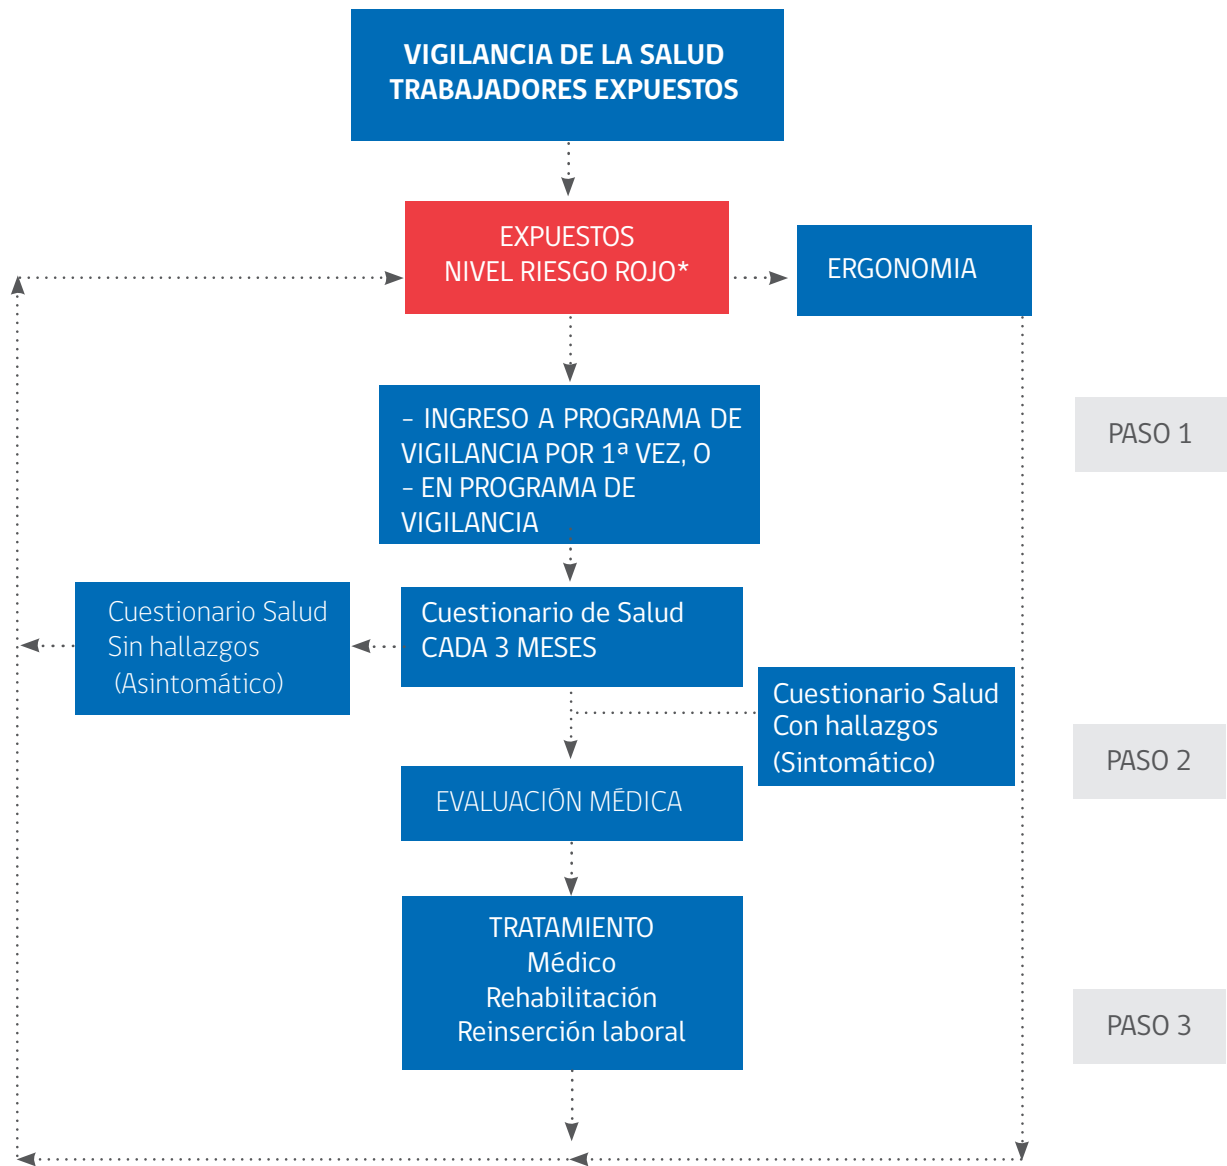 VIGILANCIA DE LA SALUD
TRABAJADORES EXPUESTOS
EXPUESTOS
NIVEL RIESGO ROJO*
ERGONOMIA
- INGRESO A PROGRAMA DE
VIGILANCIA POR 1ª VEZ, O
- EN PROGRAMA DE
VIGILANCIA
PASO 1
Cuestionario Salud
Sin hallazgos
(Asintomático)
Cuestionario de Salud
CADA 3 MESES
Cuestionario Salud
Con hallazgos
(Sintomático)
PASO 2
EVALUACIÓN MÉDICA
TRATAMIENTO
Médico
Rehabilitación
Reinserción laboral
PASO 3